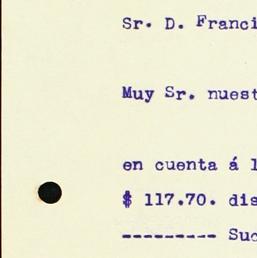 Sr. D. Franci
Muy Sr. nuest
en cuenta á l
$ 117.70. dis
--------- Suc